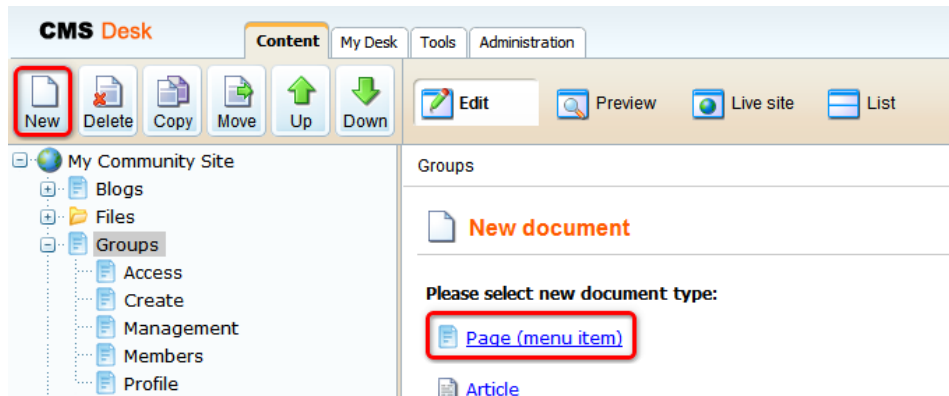 CMS Desk
Content My Desk Tools Administration
New Delete Copy Move Up Down
Edit Preview Live site List
My Community Site
Blogs
Files
Groups
Access
Create
Management
Members
Profile
Groups
New document
Please select new document type:
Page (menu item)
Article